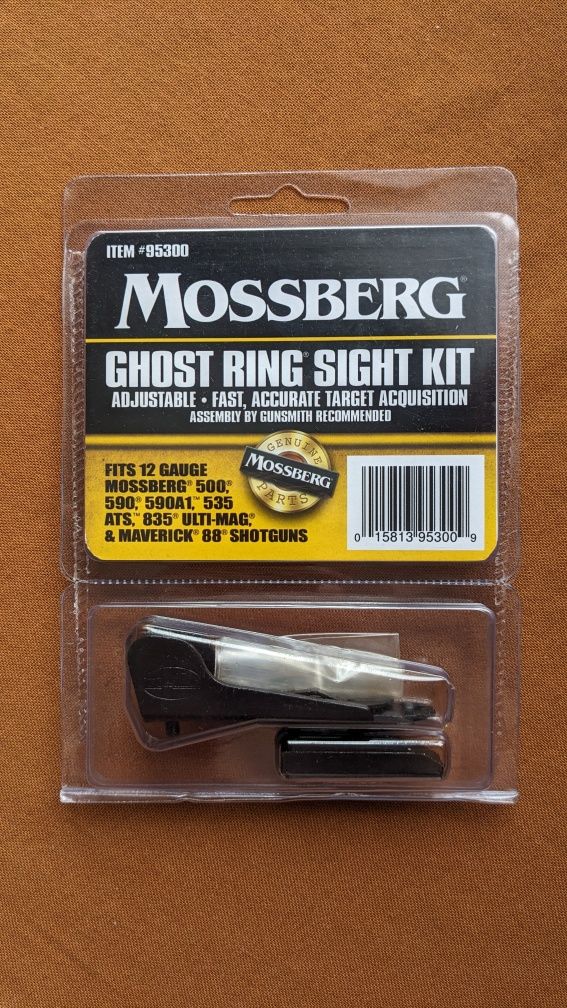 ITEM #95300
MOSSBERG®
GHOST RING® SIGHT KIT
ADJUSTABLE • FAST, ACCURATE TARGET ACQUISITION
ASSEMBLY BY GUNSMITH RECOMMENDED
FITS 12 GAUGE
MOSSBERG® 500,®
590,® 590A1,™ 535
ATS,™ 835® ULTI-MAG,®
& MAVERICK® 88® SHOTGUNS
GENUINE
MOSSBERG®
PARTS
0 15813 95300 9